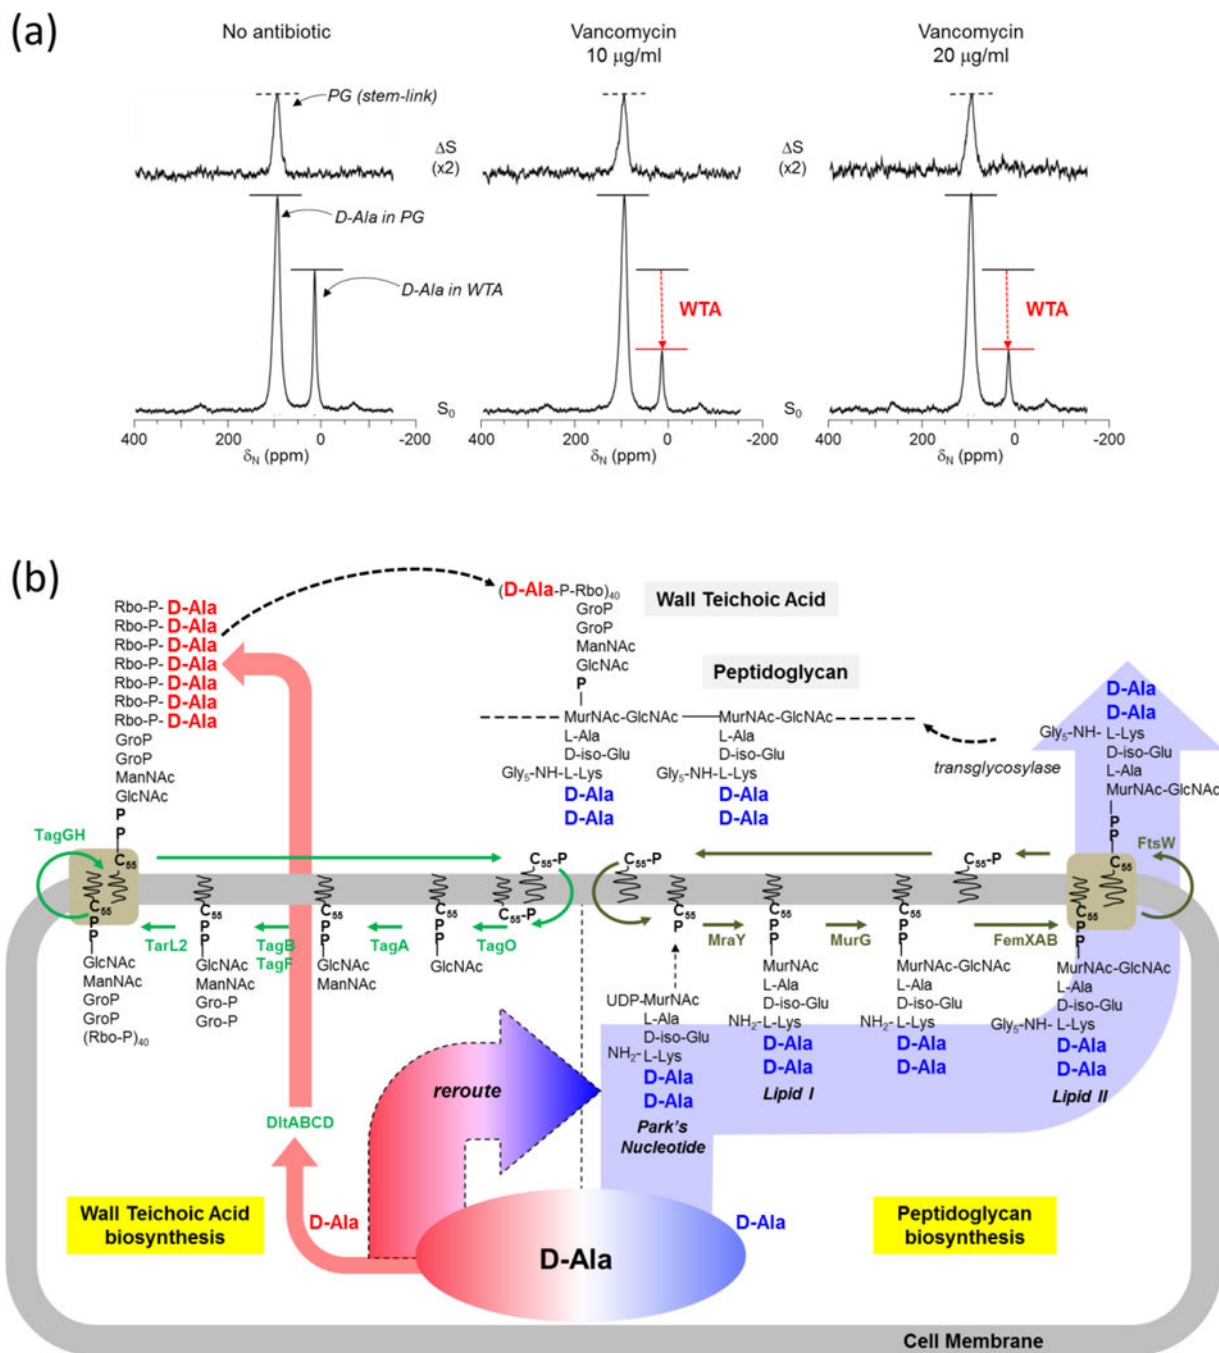 (a)
No antibiotic
Vancomycin
10 μg/ml
Vancomycin
20 μg/ml
PG (stem-link)
ΔS
(x2)
ΔS
(x2)
D-Ala in PG
D-Ala in WTA
WTA
WTA
S₀
S₀
400 200 0 -200
δN (ppm)
400 200 0 -200
δN (ppm)
400 200 0 -200
δN (ppm)
(b)
Rbo-P-D-Ala
Rbo-P-D-Ala
Rbo-P-D-Ala
Rbo-P-D-Ala
Rbo-P-D-Ala
Rbo-P-D-Ala
Rbo-P-D-Ala
GroP
GroP
ManNAc
GlcNAc
P
P
C₅₅
TagGH
(D-Ala-P-Rbo)₄₀
GroP
GroP
ManNAc
GlcNAc
P
Wall Teichoic Acid
Peptidoglycan
MurNAc-GlcNAc
L-Ala
D-iso-Glu
Gly₅-NH-L-Lys
D-Ala
D-Ala
MurNAc-GlcNAc
L-Ala
D-iso-Glu
Gly₅-NH-L-Lys
D-Ala
D-Ala
transglycosylase
D-Ala
D-Ala
Gly₅-NH-L-Lys
D-iso-Glu
L-Ala
MurNAc-GlcNAc
P
P
C₅₅
FtsW
C₅₅-P
C₅₅-P
C₅₅-P
C₅₅
P
P
GlcNAc
ManNAc
GroP
GroP
(Rbo-P)₄₀
TarL2
C₅₅
P
P
GlcNAc
ManNAc
Gro-P
Gro-P
TagB
TagF
C₅₅
P
P
GlcNAc
ManNAc
TagA
C₅₅
P
P
GlcNAc
TagO
C₅₅-P
C₅₅
P
UDP-MurNAc
L-Ala
D-iso-Glu
NH₂-L-Lys
D-Ala
D-Ala
Park's
Nucleotide
MraY
C₅₅
P
P
MurNAc
L-Ala
D-iso-Glu
NH₂-L-Lys
D-Ala
D-Ala
Lipid I
MurG
C₅₅
P
P
MurNAc-GlcNAc
L-Ala
D-iso-Glu
NH₂-L-Lys
D-Ala
D-Ala
FemXAB
C₅₅
P
P
MurNAc-GlcNAc
L-Ala
D-iso-Glu
Gly₅-NH-L-Lys
D-Ala
D-Ala
Lipid II
reroute
DltABCD
Wall Teichoic Acid
biosynthesis
D-Ala
D-Ala
D-Ala
Peptidoglycan
biosynthesis
Cell Membrane